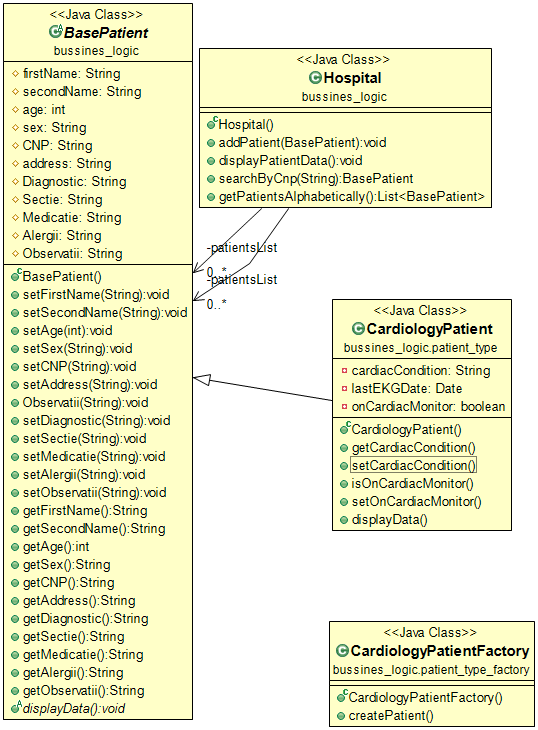 <<Java Class>>
BasePatient
bussines_logic
firstName: String
secondName: String
age: int
sex: String
CNP: String
address: String
Diagnostic: String
Sectie: String
Medicatie: String
Alergii: String
Observatii: String
BasePatient()
setFirstName(String):void
setSecondName(String):void
setAge(int):void
setSex(String):void
setCNP(String):void
setAddress(String):void
Observatii(String):void
setDiagnostic(String):void
setSectie(String):void
setMedicatie(String):void
setAlergii(String):void
setObservatii(String):void
getFirstName():String
getSecondName():String
getAge():int
getSex():String
getCNP():String
getAddress():String
getDiagnostic():String
getSectie():String
getMedicatie():String
getAlergii():String
getObservatii():String
displayData():void
<<Java Class>>
Hospital
bussines_logic
Hospital()
addPatient(BasePatient):void
displayPatientData():void
searchByCnp(String):BasePatient
getPatientsAlphabetically():List<BasePatient>
-patientsList
0..*
-patientsList
0..*
<<Java Class>>
CardiologyPatient
bussines_logic.patient_type
cardiacCondition: String
lastEKGDate: Date
onCardiacMonitor: boolean
CardiologyPatient()
getCardiacCondition()
setCardiacCondition()
isOnCardiacMonitor()
setOnCardiacMonitor()
displayData()
<<Java Class>>
CardiologyPatientFactory
bussines_logic.patient_type_factory
CardiologyPatientFactory()
createPatient()